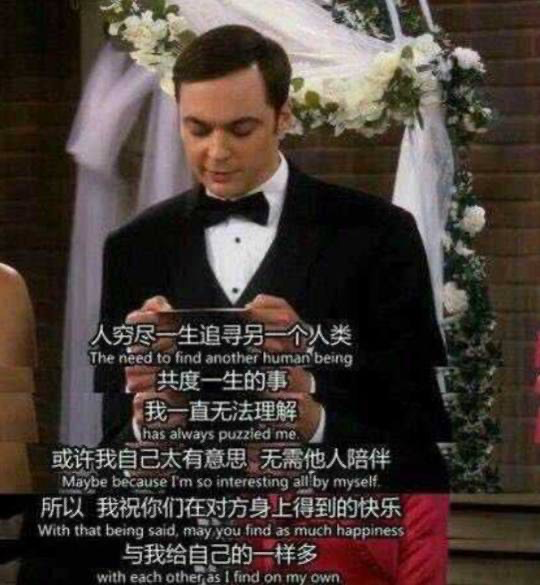 人穷尽一生追寻另一个人类
The need to find another human being
共度一生的事
我一直无法理解
has always puzzled me.
或许我自己太有意思 无需他人陪伴
Maybe because I'm so interesting all by myself.
所以 我祝你们在对方身上得到的快乐
With that being said, may you find as much happiness
与我给自己的一样多
with each other as I find on my own.